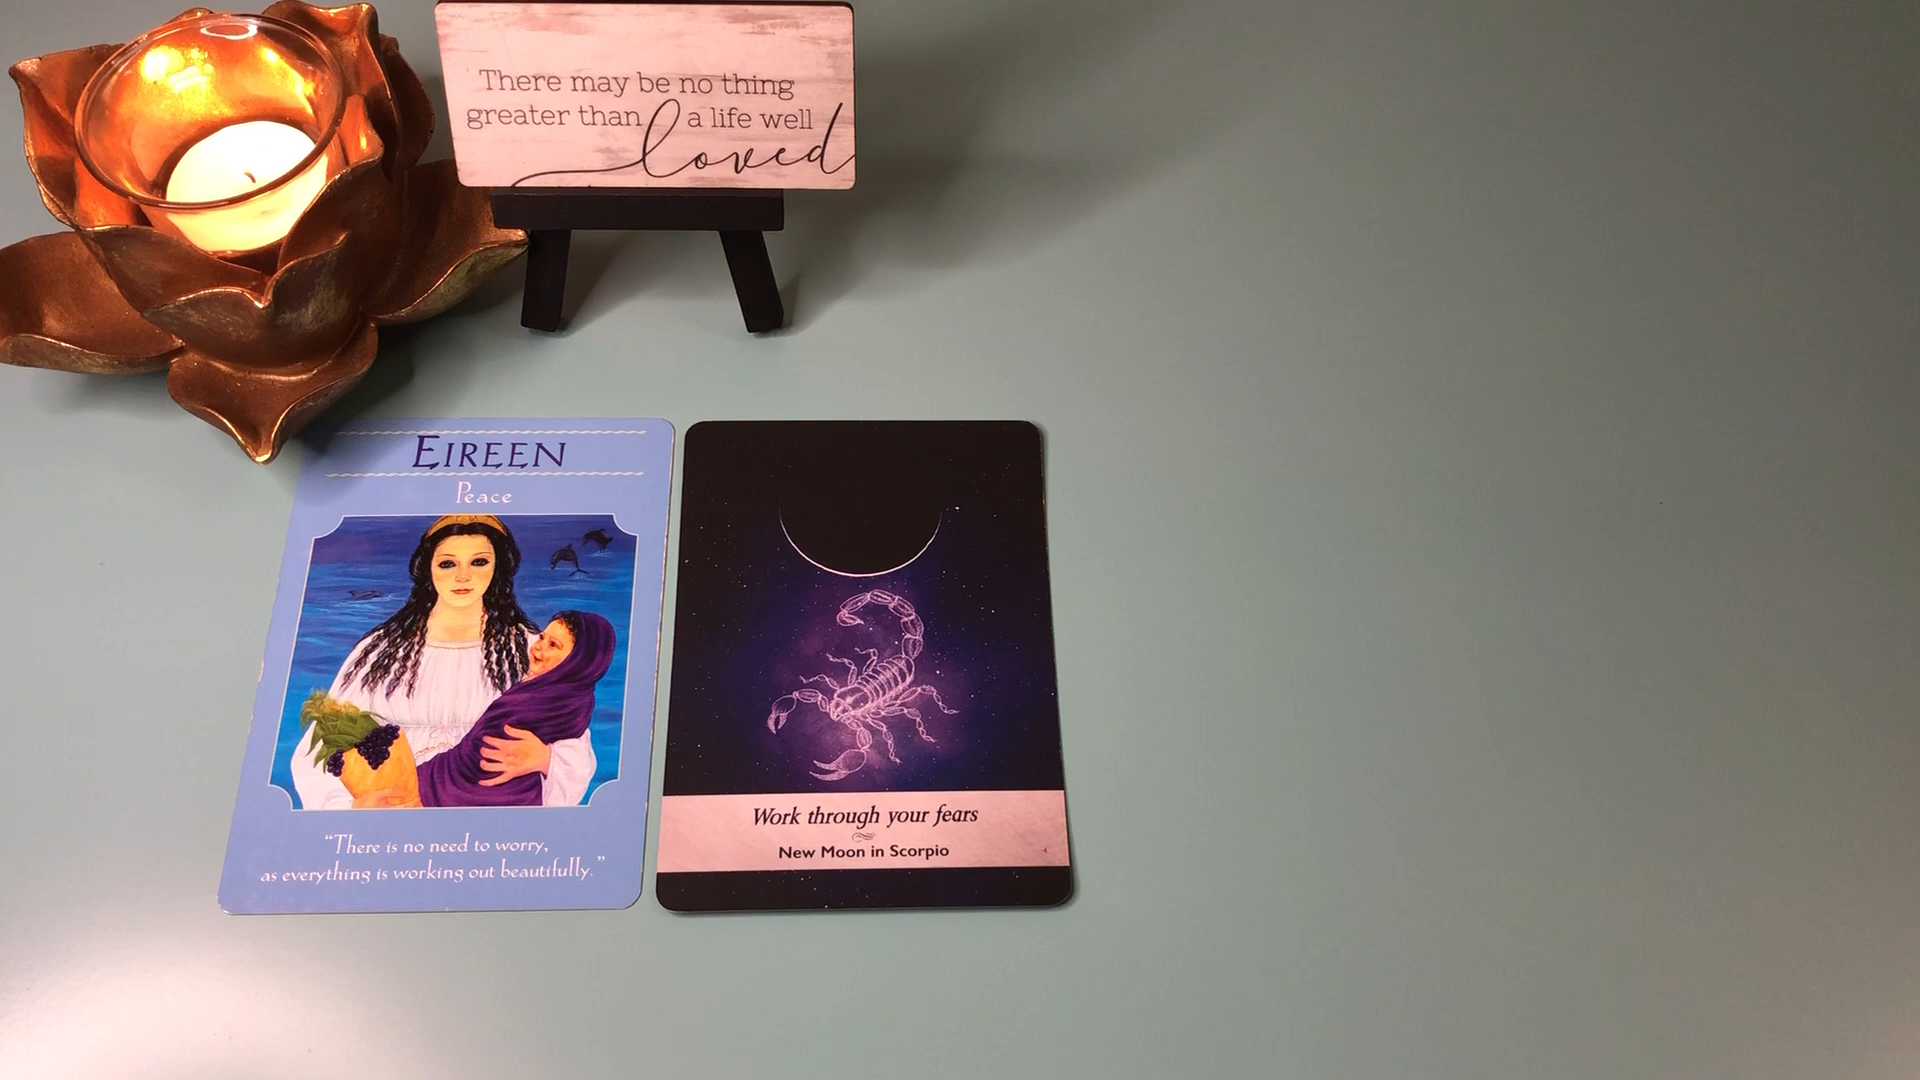 There may be no thing
greater than a life well
loved
EIREEN
Peace
"There is no need to worry,
as everything is working out beautifully."
Work through your fears
New Moon in Scorpio